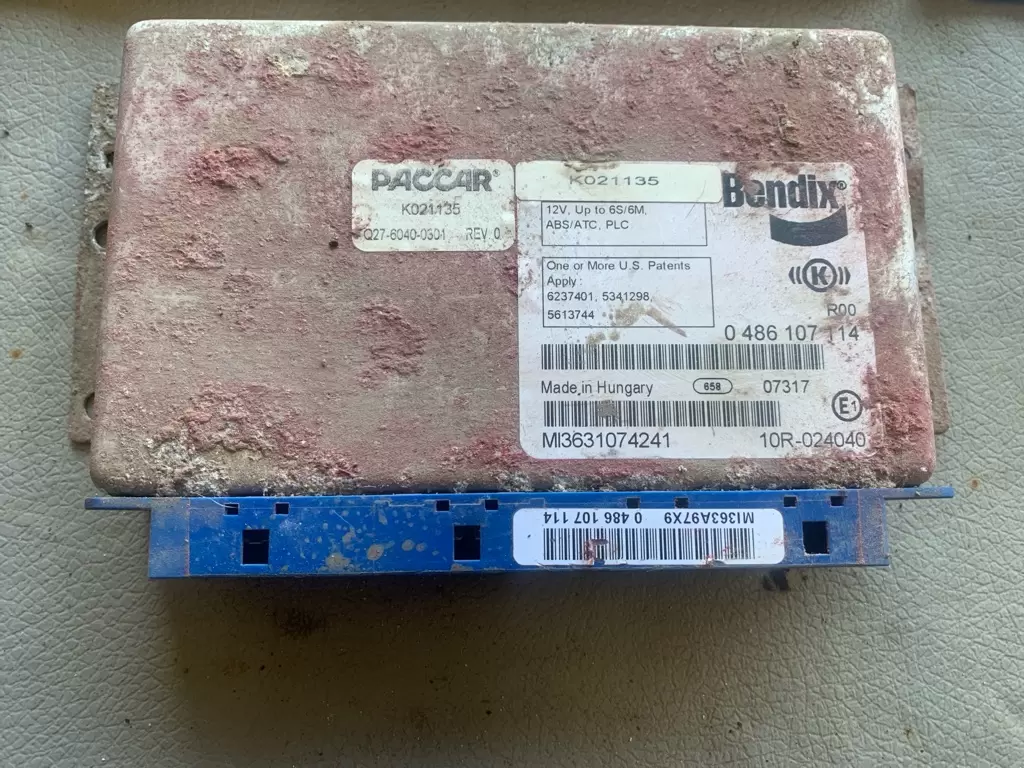 PACCAR®
K021135
Q27-6040-0301 REV 0
K021135
Bendix®
12V, Up to 6S/6M,
ABS/ATC, PLC
One or More U.S. Patents
Apply :
6237401, 5341298,
5613744
K
R00
0 486 107 114
Made in Hungary 658 07317
E1
MI3631074241 10R-024040
MI363A97X9 0 486 107 114